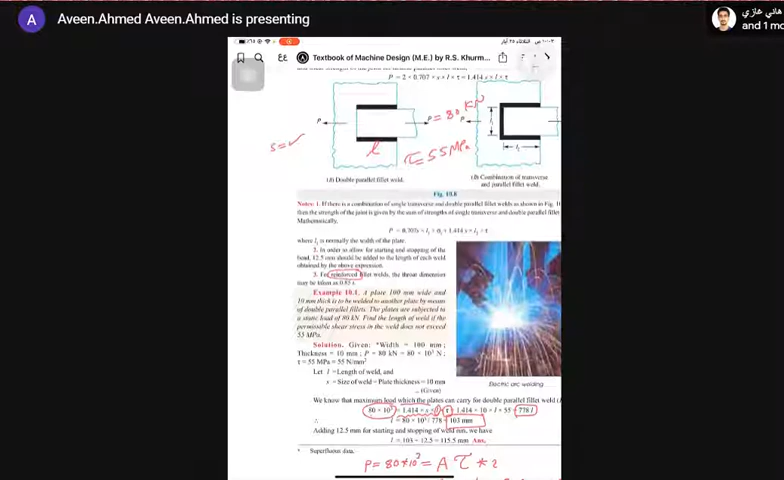 A Aveen.Ahmed Aveen.Ahmed is presenting
هاني غازي
and 1 mo
Textbook of Machine Design (M.E.) by R.S. Khurm...
P = 2 × 0.707 × s × l × τ = 1.414 s × l × τ
P
P = 80 KN
P
s = ✓
l
τ = 55 MPa
l₁
l₂
(a) Double parallel fillet weld.
(b) Combination of transverse
and parallel fillet weld.
Fig. 10.8
Notes: 1. If there is a combination of single transverse and double parallel fillet welds as shown in Fig. 10
then the strength of the joint is given by the sum of strengths of single transverse and double parallel fillet
Mathematically,
P = 0.707s × l₁ × σt + 1.414 s × l₂ × τ
where l₁ is normally the width of the plate.
2. In order to allow for starting and stopping of the
bead, 12.5 mm should be added to the length of each weld
obtained by the above expression.
3. For reinforced fillet welds, the throat dimension
may be taken as 0.85 t.
Example 10.1. A plate 100 mm wide and
10 mm thick is to be welded to another plate by means
of double parallel fillets. The plates are subjected to
a static load of 80 kN. Find the length of weld if the
permissible shear stress in the weld does not exceed
55 MPa.
Solution. Given: *Width = 100 mm ;
Thickness = 10 mm ; P = 80 kN = 80 × 10³ N ;
τ = 55 MPa = 55 N/mm²
Let l = Length of weld, and
s = Size of weld = Plate thickness = 10 mm
... (Given)
Electric arc welding
We know that maximum load which the plates can carry for double parallel fillet weld (
80 × 10³ = 1.414 × s × l × τ = 1.414 × 10 × l × 55 = 778 l
∴ l = 80 × 10³ / 778 = 103 mm
Adding 12.5 mm for starting and stopping of weld run, we have
l = 103 + 12.5 = 115.5 mm Ans.
* Superfluous data.
P = 80*10³ = A τ * 2